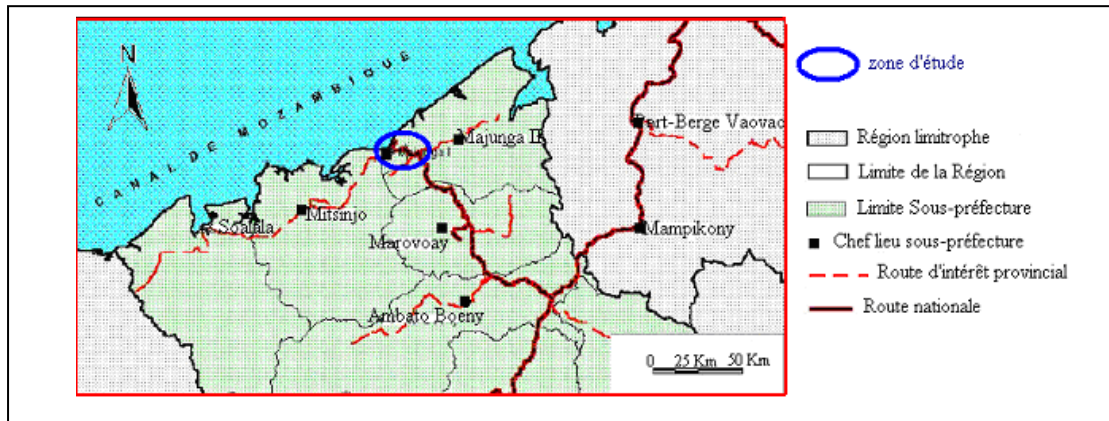 N
CANAL DE MOZAMBIQUE
Majunga II
Port-Berge Vaovao
Mitsinjo
Soalala
Marovoay
Mampikony
Ambato Boeny
0 25 Km 50 Km
zone d'étude
Région limitrophe
Limite de la Région
Limite Sous-préfecture
Chef lieu sous-préfecture
Route d'intérêt provincial
Route nationale